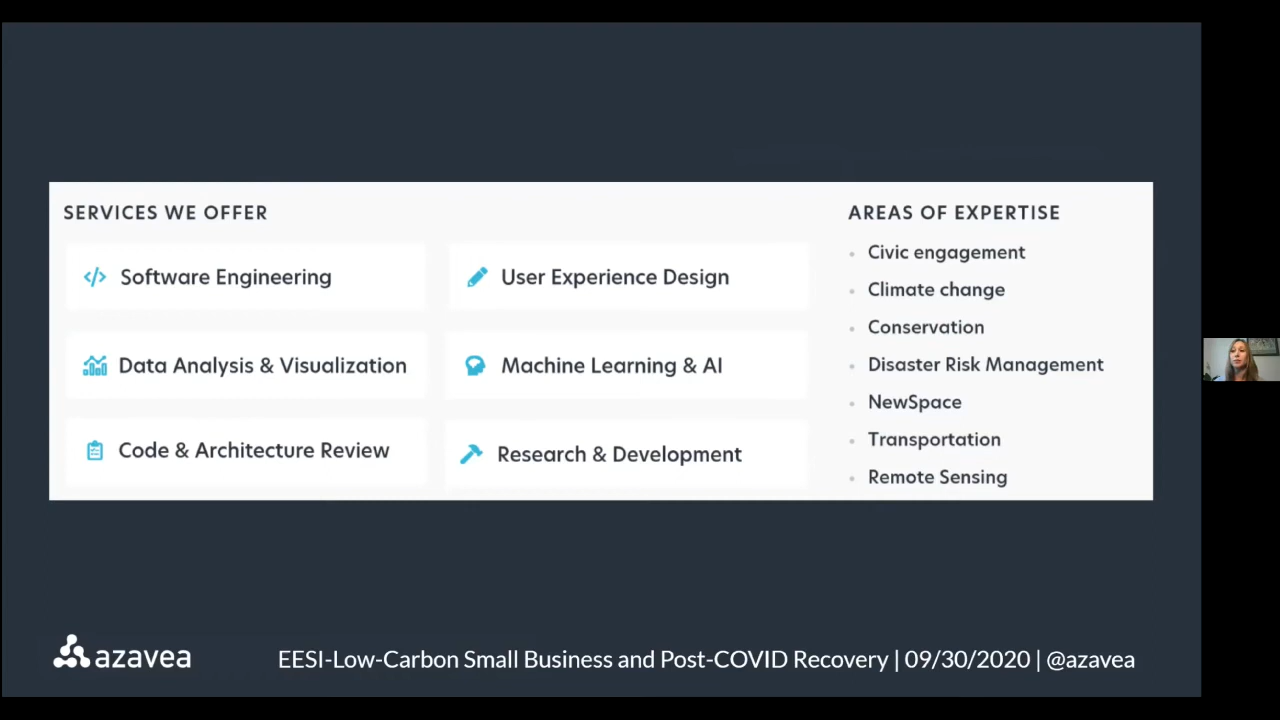 SERVICES WE OFFER
Software Engineering
User Experience Design
Data Analysis & Visualization
Machine Learning & AI
Code & Architecture Review
Research & Development
AREAS OF EXPERTISE
Civic engagement
Climate change
Conservation
Disaster Risk Management
NewSpace
Transportation
Remote Sensing
azavea
EESI-Low-Carbon Small Business and Post-COVID Recovery | 09/30/2020 | @azavea